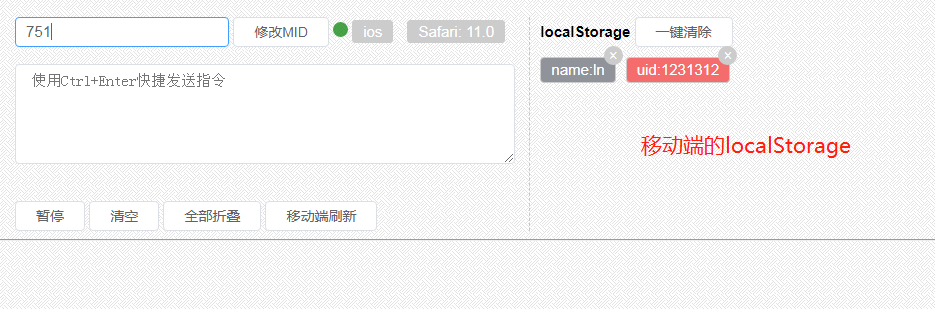 751 修改MID ios Safari: 11.0
使用Ctrl+Enter快捷发送指令
暂停 清空 全部折叠 移动端刷新
localStorage 一键清除
name:ln uid:1231312
移动端的localStorage